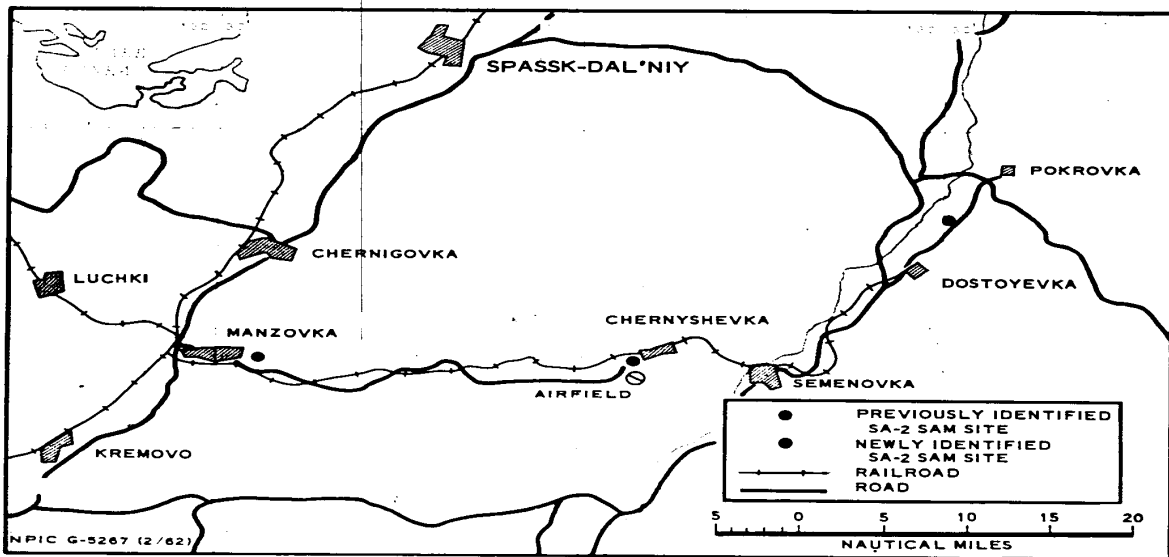 SPASSK-DAL'NIY
POKROVKA
CHERNIGOVKA
LUCHKI
DOSTOYEVKA
MANZOVKA
CHERNYSHEVKA
AIRFIELD
SEMENOVKA
KREMOVO
PREVIOUSLY IDENTIFIED
SA-2 SAM SITE
NEWLY IDENTIFIED
SA-2 SAM SITE
RAILROAD
ROAD
5 0 5 10 15 20
NAUTICAL MILES
NPIC G-5267 (2/62)